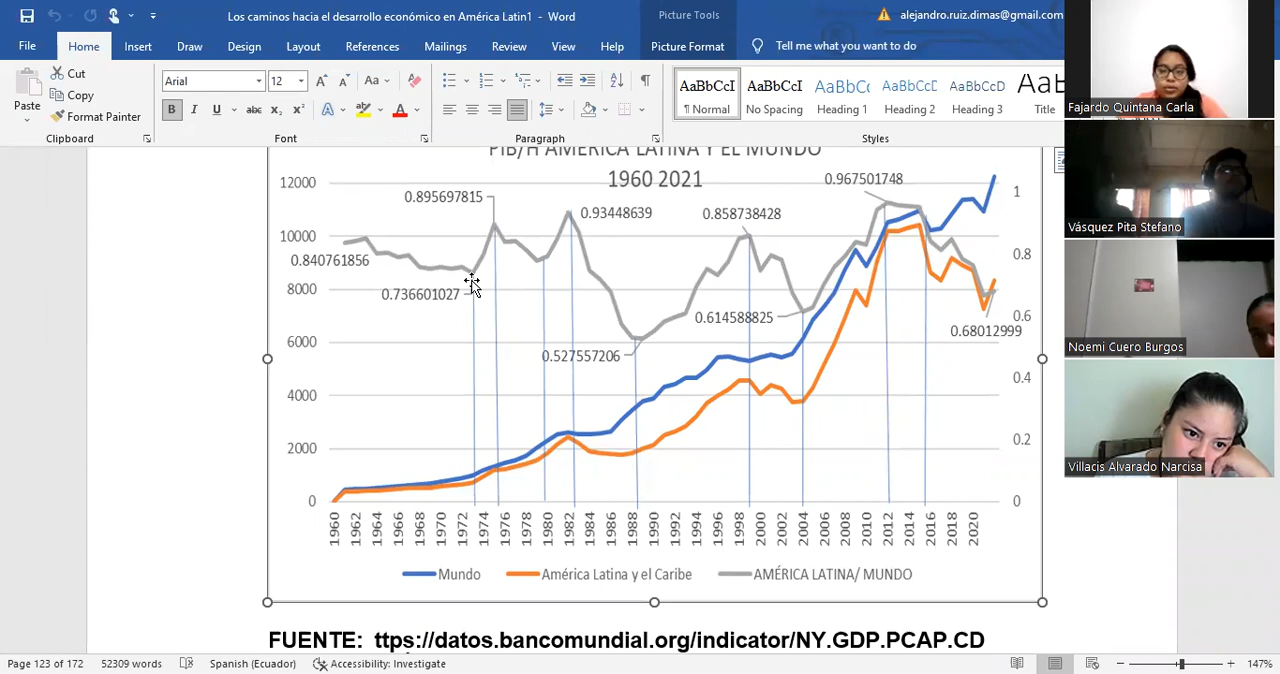 Los caminos hacia el desarrollo económico en América Latin1 - Word
Picture Tools
alejandro.ruiz.dimas@gmail.com
File Home Insert Draw Design Layout References Mailings Review View Help Picture Format Tell me what you want to do
Paste
Cut
Copy
Format Painter
Clipboard
Arial 12
Font
Paragraph
AaBbCcI AaBbCcI AaBbCcI AaBbCcD AaBbCcD AaB
¶ Normal No Spacing Heading 1 Heading 2 Heading 3 Title
Styles
Fajardo Quintana Carla
Vásquez Pita Stefano
Noemi Cuero Burgos
Villacis Alvarado Narcisa
PIB/H AMÉRICA LATINA Y EL MUNDO
1960 2021
12000
10000
8000
6000
4000
2000
0
1
0.8
0.6
0.4
0.2
0
0.840761856
0.736601027
0.895697815
0.93448639
0.527557206
0.858738428
0.614588825
0.967501748
0.68012999
1960 1962 1964 1966 1968 1970 1972 1974 1976 1978 1980 1982 1984 1986 1988 1990 1992 1994 1996 1998 2000 2002 2004 2006 2008 2010 2012 2014 2016 2018 2020
Mundo América Latina y el Caribe AMÉRICA LATINA/ MUNDO
FUENTE: ttps://datos.bancomundial.org/indicator/NY.GDP.PCAP.CD
Page 123 of 172 52309 words Spanish (Ecuador) Accessibility: Investigate 147%